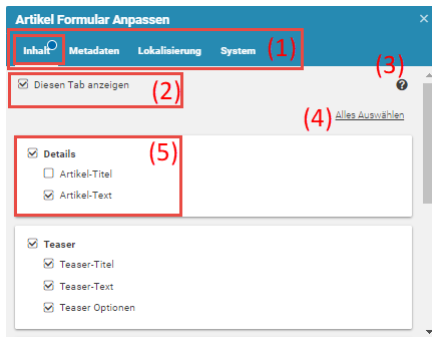 Artikel Formular Anpassen ×
Inhalt Metadaten Lokalisierung System (1)
Diesen Tab anzeigen (2) (3) ?
(4) Alles Auswählen
Details (5)
Artikel-Titel
Artikel-Text
Teaser
Teaser-Titel
Teaser-Text
Teaser Optionen